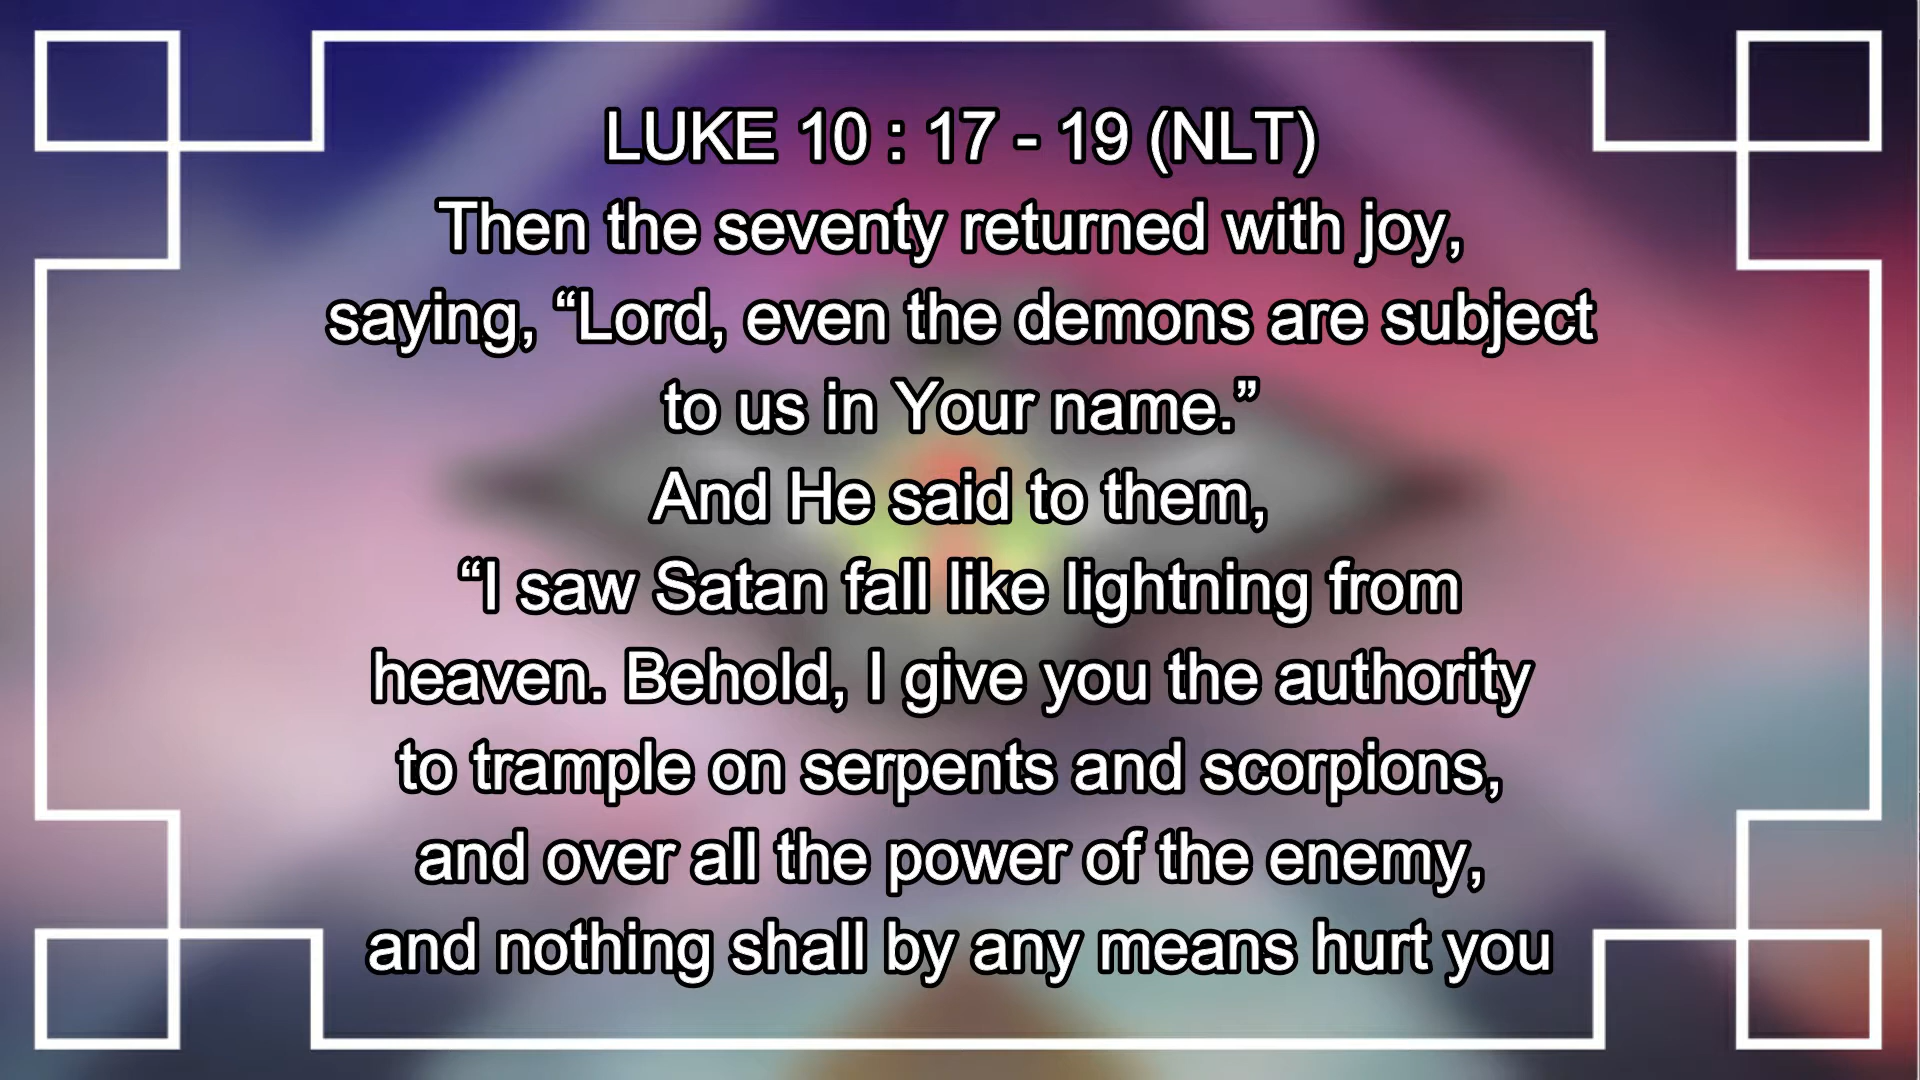 LUKE 10 : 17 - 19 (NLT)
Then the seventy returned with joy,
saying, “Lord, even the demons are subject
to us in Your name.”
And He said to them,
“I saw Satan fall like lightning from
heaven. Behold, I give you the authority
to trample on serpents and scorpions,
and over all the power of the enemy,
and nothing shall by any means hurt you